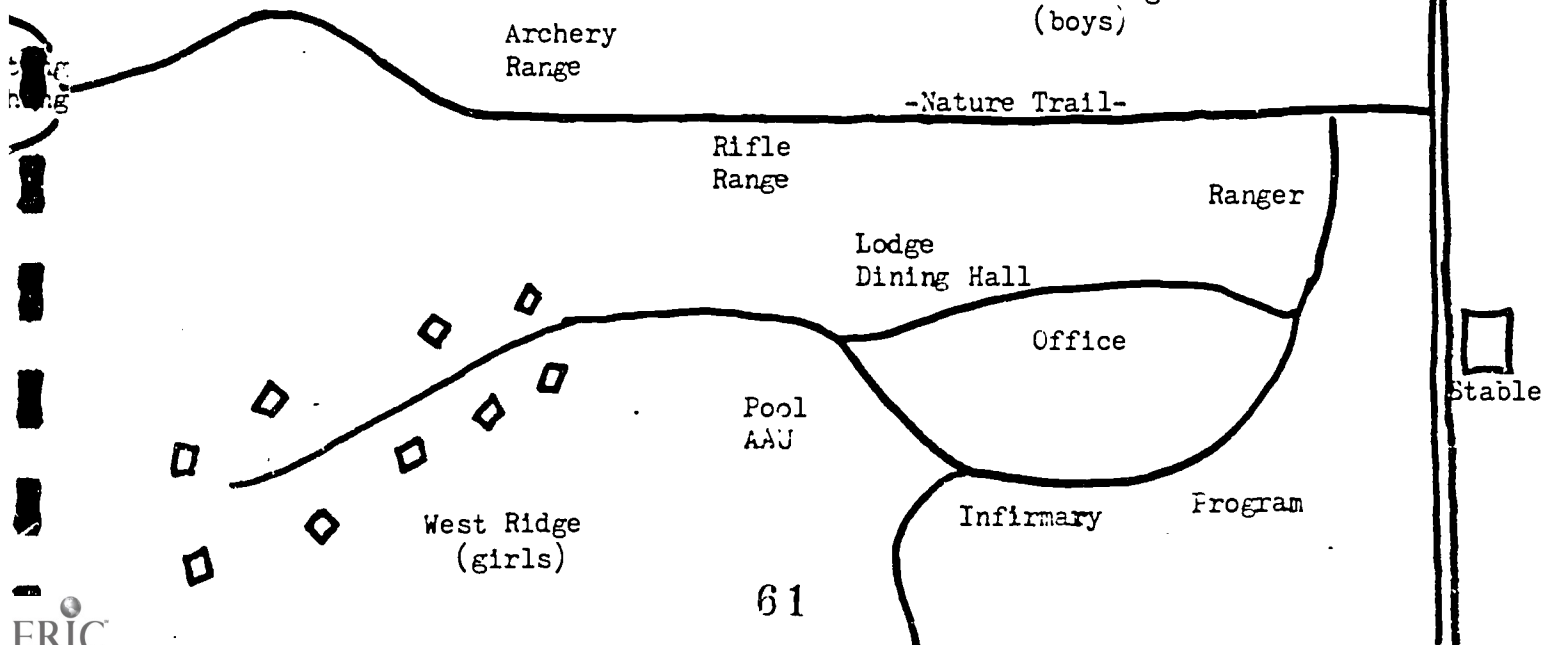 (boys)
Archery
Range
-Nature Trail-
Rifle
Range
Ranger
Lodge
Dining Hall
Office
Stable
Pool
AAU
West Ridge
(girls)
Infirmary
Program
61
ERIC